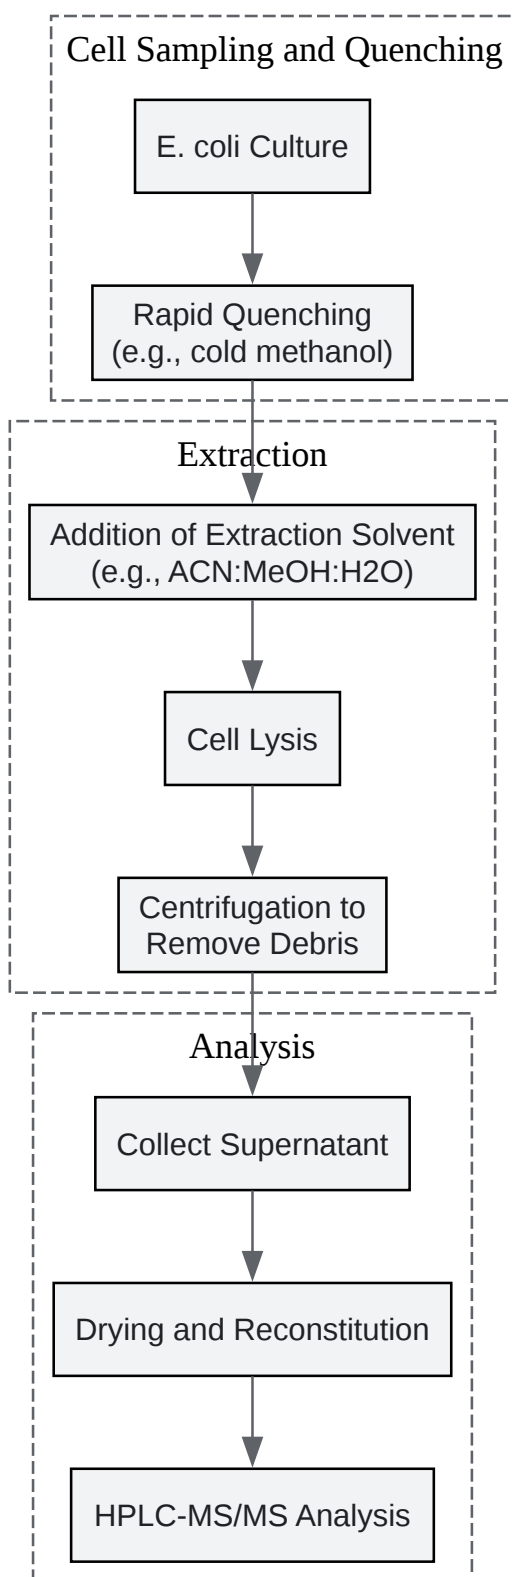 Cell Sampling and Quenching
E. coli Culture
Rapid Quenching
(e.g., cold methanol)
Extraction
Addition of Extraction Solvent
(e.g., ACN:MeOH:H2O)
Cell Lysis
Centrifugation to
Remove Debris
Analysis
Collect Supernatant
Drying and Reconstitution
HPLC-MS/MS Analysis